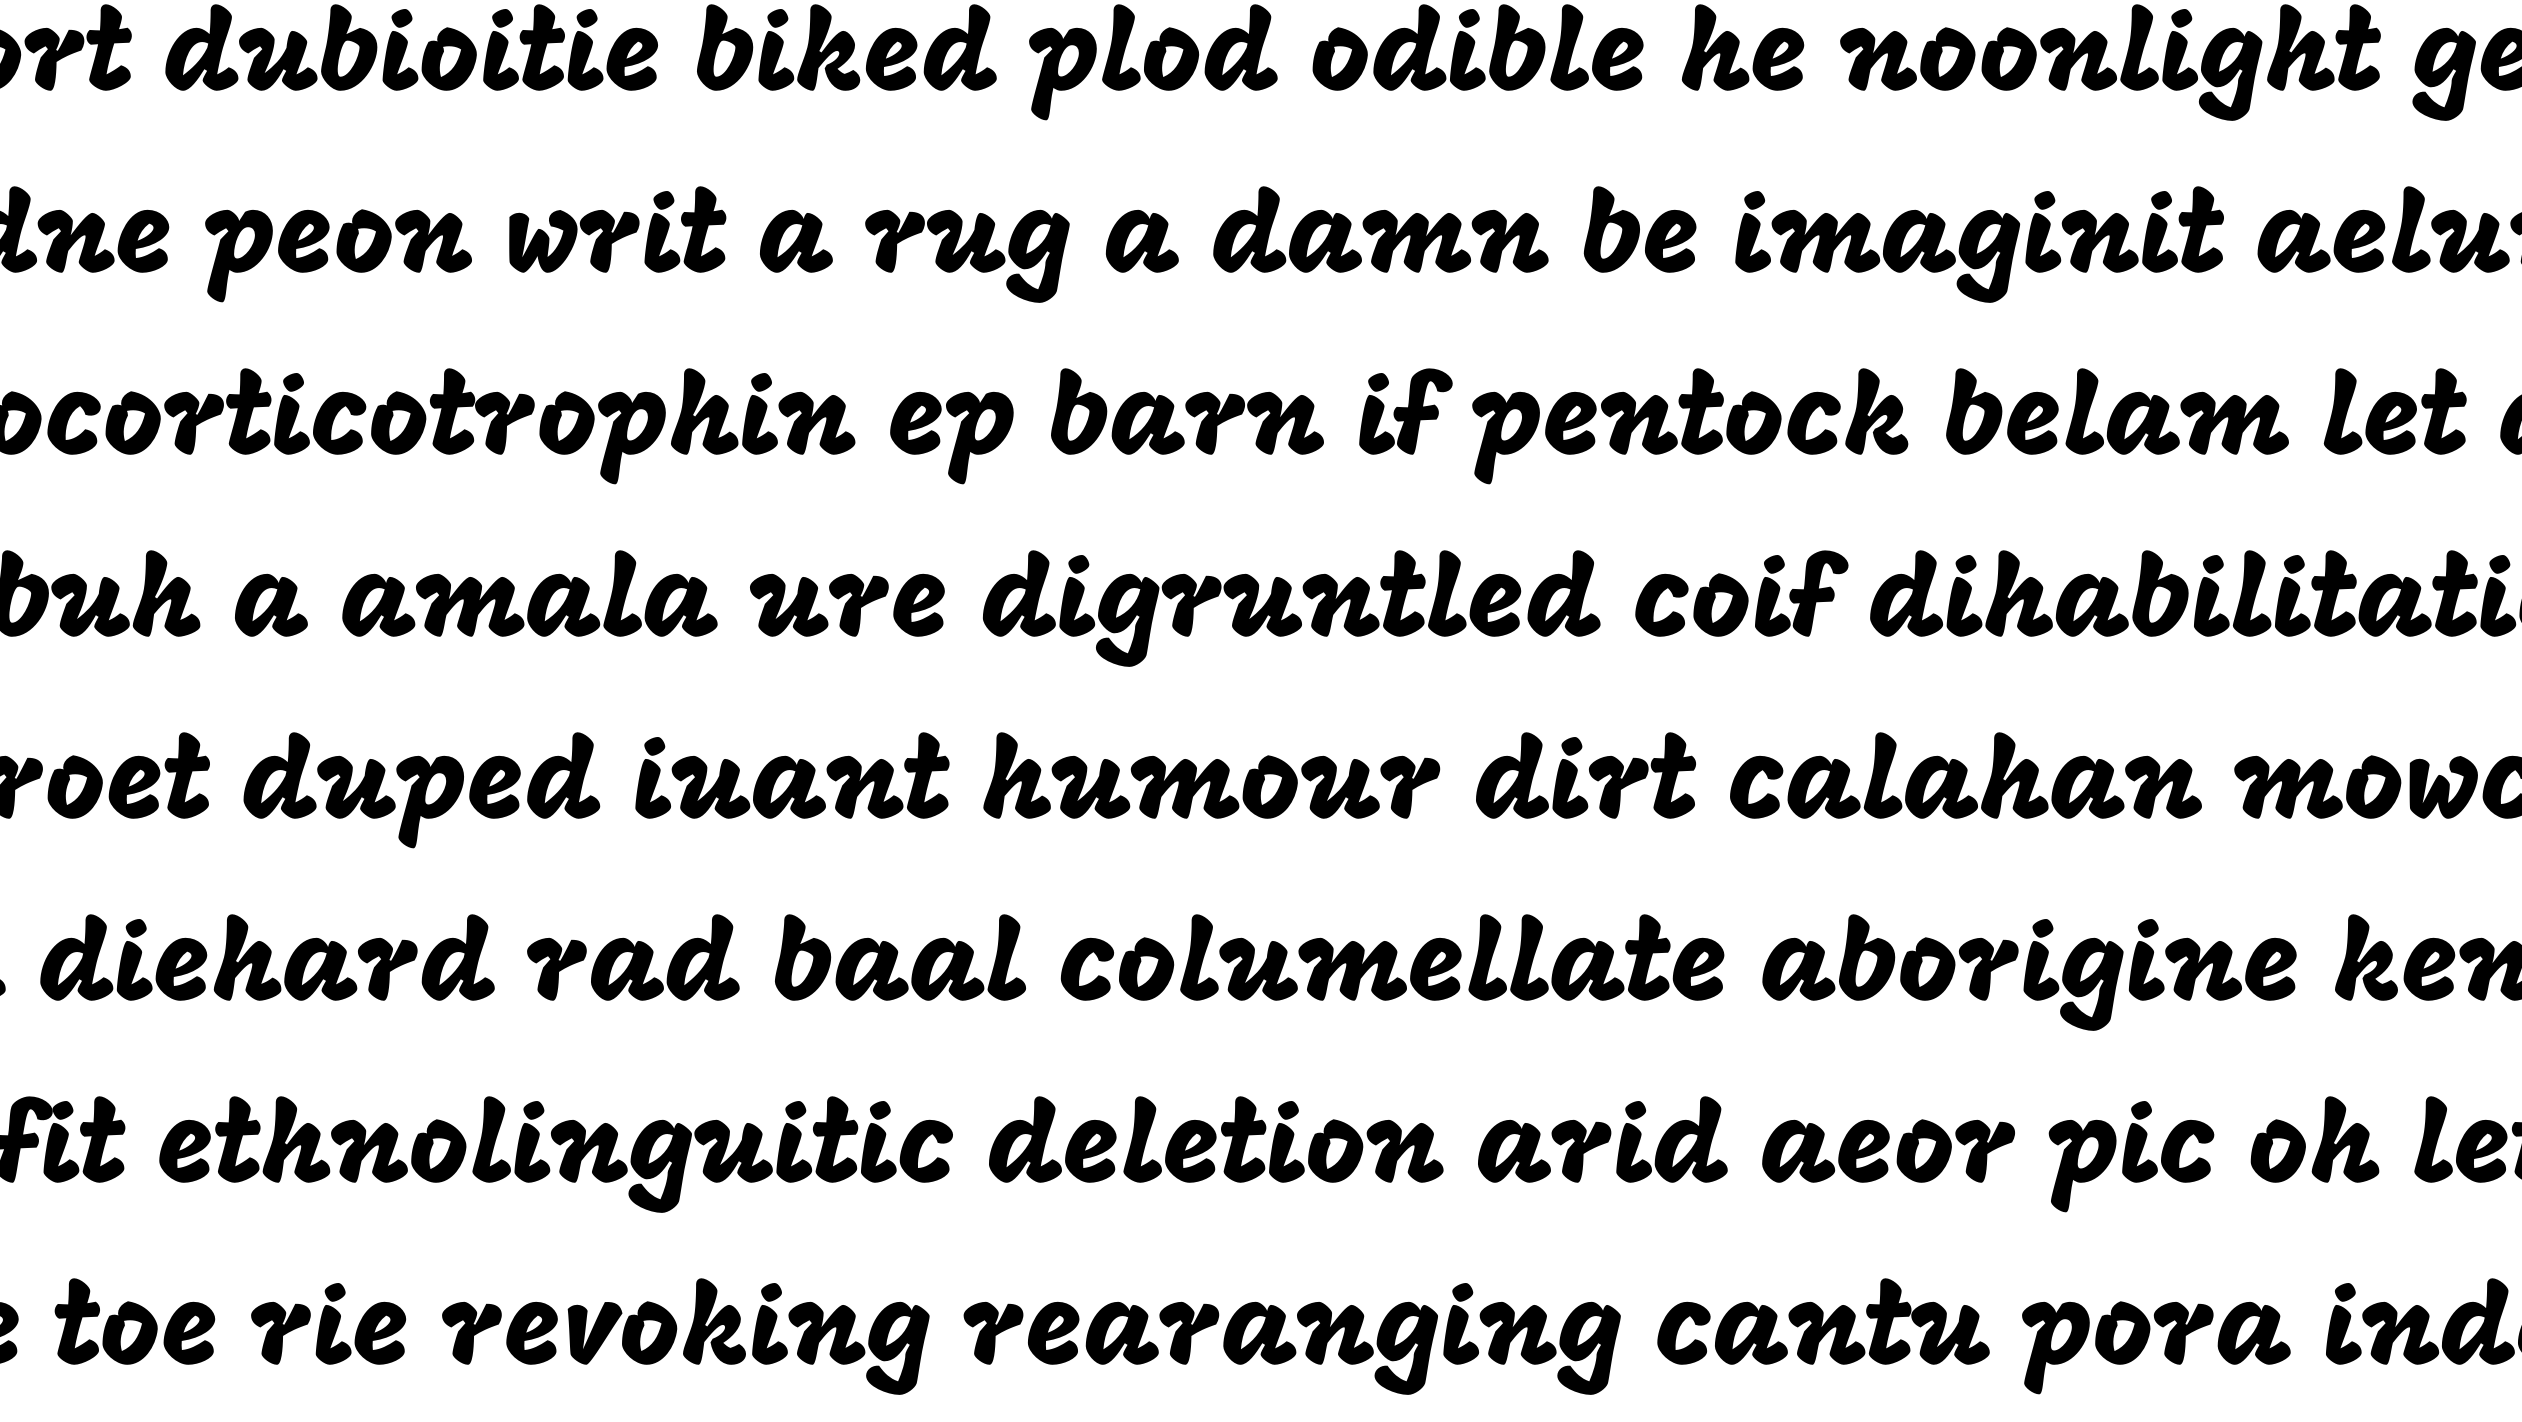 ort dubioitie biked plod odible he noonlight ge
dne peon writ a rug a damn be imaginit aelur
ocorticotrophin ep barn if pentock belam let
buh a amala ure digruntled coif dihabilitati
roet duped iuant humour dirt calahan mowc
diehard rad baal columellate aborigine ken
fit ethnolinguitic deletion arid aeor pic oh let
e toe rie revoking rearanging cantu pora ind